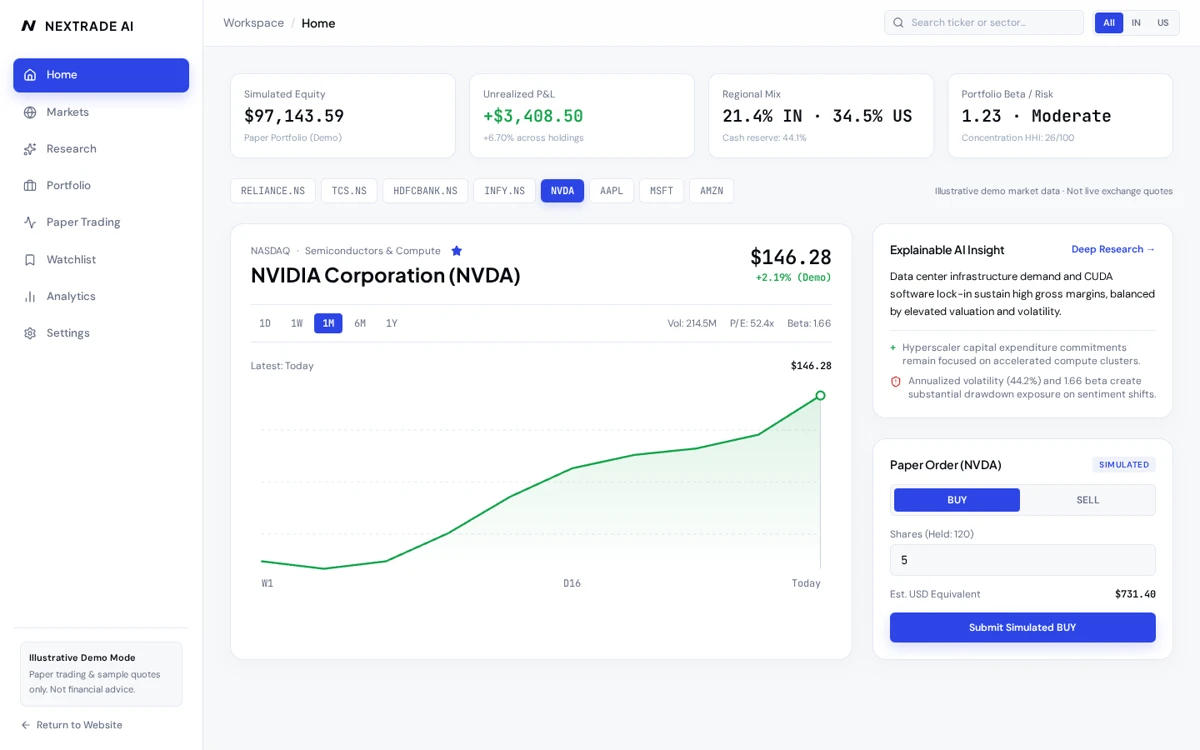 NEXTRADE AI
Home
Markets
Research
Portfolio
Paper Trading
Watchlist
Analytics
Settings
Illustrative Demo Mode
Paper trading & sample quotes
only. Not financial advice.
← Return to Website
Workspace / Home
Search ticker or sector...
All IN US
Simulated Equity
$97,143.59
Paper Portfolio (Demo)
Unrealized P&L
+$3,408.50
+6.70% across holdings
Regional Mix
21.4% IN · 34.5% US
Cash reserve: 44.1%
Portfolio Beta / Risk
1.23 · Moderate
Concentration HHI: 26/100
RELIANCE.NS TCS.NS HDFCBANK.NS INFY.NS NVDA AAPL MSFT AMZN
Illustrative demo market data · Not live exchange quotes
NASDAQ · Semiconductors & Compute
NVIDIA Corporation (NVDA)
$146.28
+2.19% (Demo)
1D 1W 1M 6M 1Y
Vol: 214.5M P/E: 52.4x Beta: 1.66
Latest: Today
$146.28
W1 D16 Today
Explainable AI Insight
Deep Research →
Data center infrastructure demand and CUDA
software lock-in sustain high gross margins, balanced
by elevated valuation and volatility.
+ Hyperscaler capital expenditure commitments
remain focused on accelerated compute clusters.
Annualized volatility (44.2%) and 1.66 beta create
substantial drawdown exposure on sentiment shifts.
Paper Order (NVDA)
SIMULATED
BUY SELL
Shares (Held: 120)
5
Est. USD Equivalent
$731.40
Submit Simulated BUY